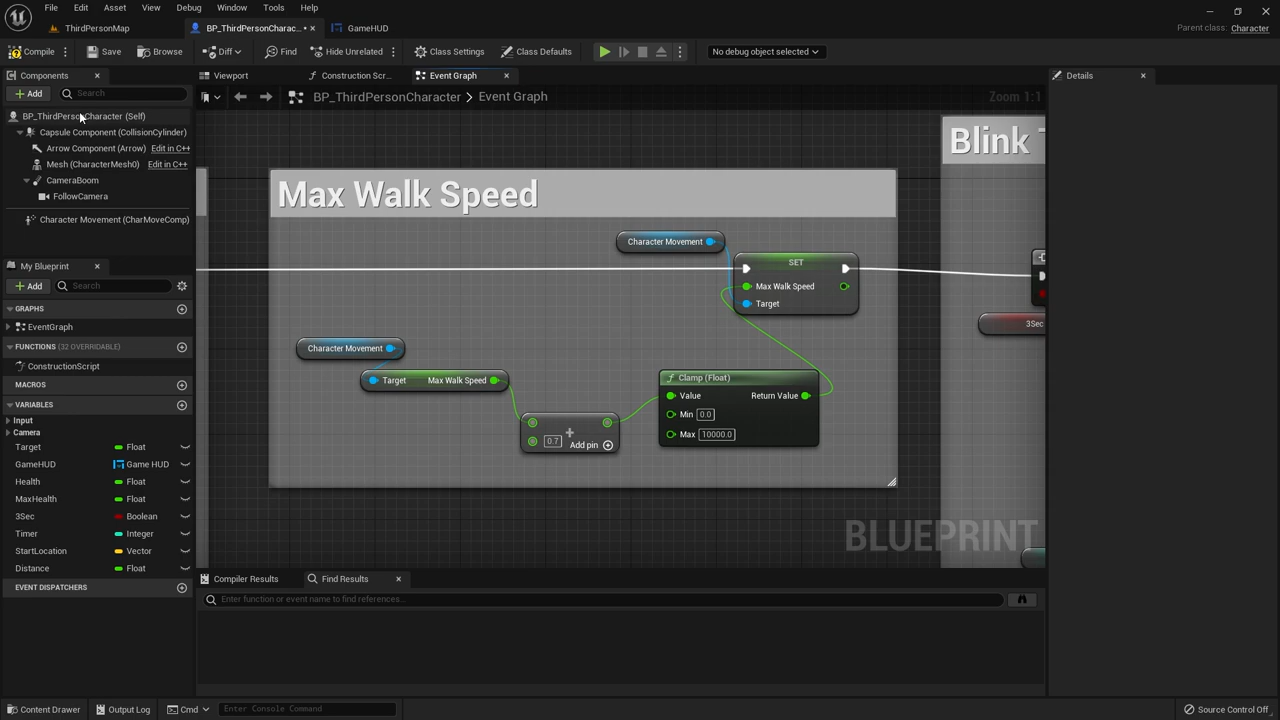 File Edit Asset View Debug Window Tools Help
ThirdPersonMap
BP_ThirdPersonCharac...
GameHUD
Parent class: Character
Compile
Save
Browse
Diff
Find
Hide Unrelated
Class Settings
Class Defaults
No debug object selected
Components
Add
Search
BP_ThirdPersonCharacter (Self)
Capsule Component (CollisionCylinder)
Arrow Component (Arrow) Edit in C++
Mesh (CharacterMesh0) Edit in C++
CameraBoom
FollowCamera
Character Movement (CharMoveComp)
My Blueprint
Add
Search
GRAPHS
EventGraph
FUNCTIONS (32 OVERRIDABLE)
ConstructionScript
MACROS
VARIABLES
Input
Camera
Target Float
GameHUD Game HUD
Health Float
MaxHealth Float
3Sec Boolean
Timer Integer
StartLocation Vector
Distance Float
EVENT DISPATCHERS
Viewport
Construction Scr...
Event Graph
BP_ThirdPersonCharacter > Event Graph
Zoom 1:1
Max Walk Speed
Character Movement
SET
Max Walk Speed
Target
Character Movement
Target Max Walk Speed
0.7
Add pin
Clamp (Float)
Value Return Value
Min 0.0
Max 10000.0
Blink
3Sec
BLUEPRINT
Compiler Results
Find Results
Enter function or event name to find references...
Details
Content Drawer
Output Log
Cmd
Enter Console Command
Source Control Off